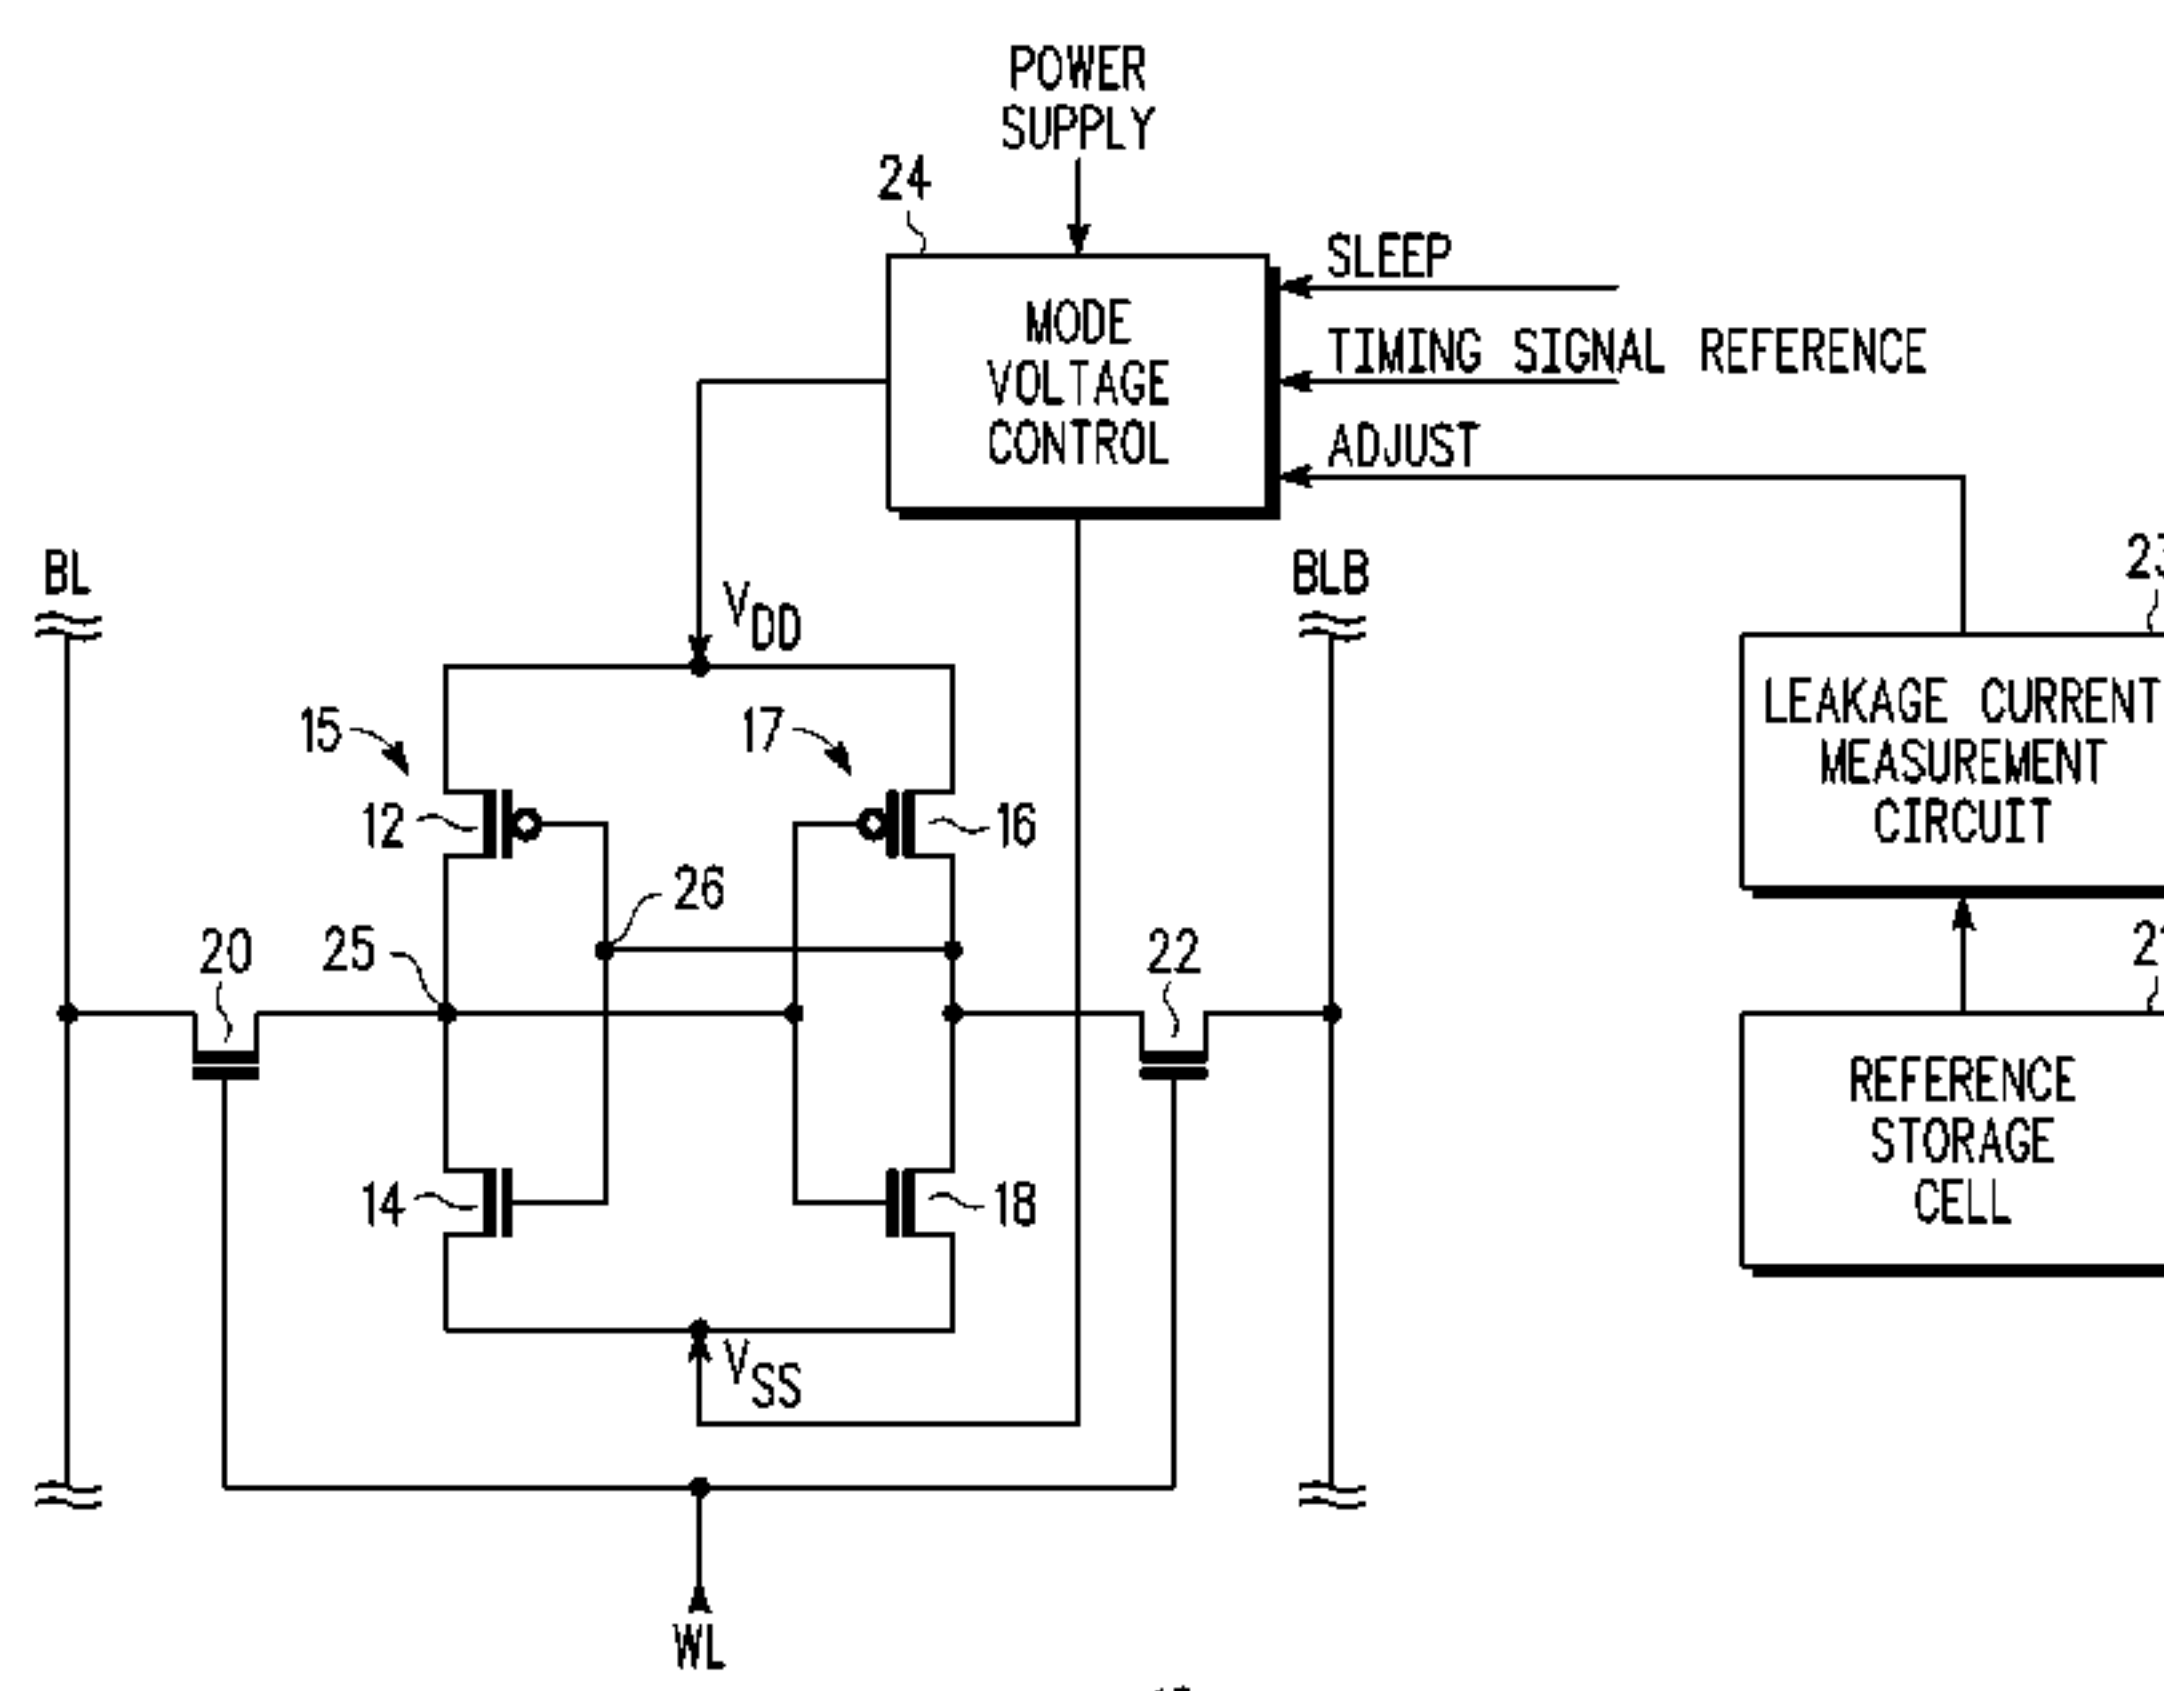 POWER
SUPPLY
24
SLEEP
MODE
VOLTAGE
CONTROL
TIMING SIGNAL REFERENCE
ADJUST
BL
VDD
BLB
23
LEAKAGE CURRENT
MEASUREMENT
CIRCUIT
15
17
12
16
26
20
25
22
REFERENCE
STORAGE
CELL
14
18
VSS
WL